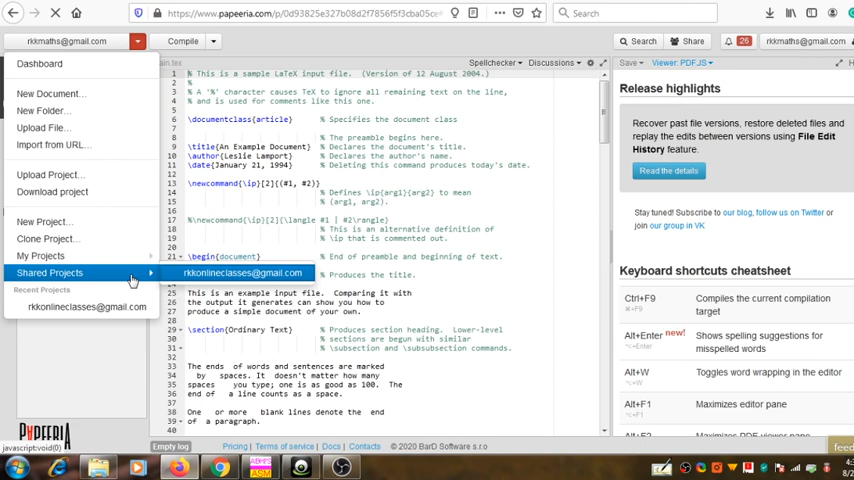 https://www.papeeria.com/p/0d93825e327b08d2f7856f5f3cba0c
Search
rkkmaths@gmail.com
Compile
Search
Share
26
rkkmaths@gmail.com
ain.tex
Spellchecker
Discussions
Save
Viewer: PDF.JS
Dashboard
New Document...
New Folder...
Upload File...
Import from URL...
Upload Project...
Download project
New Project...
Clone Project...
My Projects
Shared Projects
rkkonlineclasses@gmail.com
Recent Projects
rkkonlineclasses@gmail.com
1 % This is a sample LaTeX input file. (Version of 12 August 2004.)
2 %
3 % A '%' character causes TeX to ignore all remaining text on the line,
4 % and is used for comments like this one.
5
6 \documentclass{article} % Specifies the document class
7
8 % The preamble begins here.
9 \title{An Example Document} % Declares the document's title.
10 \author{Leslie Lamport} % Declares the author's name.
11 \date{January 21, 1994} % Deleting this command produces today's date.
12
13 \newcommand{\ip}[2]{(#1, #2)}
14 % Defines \ip{arg1}{arg2} to mean
15 % (arg1, arg2).
16
17 %\newcommand{\ip}[2]{\langle #1 | #2\rangle}
18 % This is an alternative definition of
19 % \ip that is commented out.
20
21 \begin{document} % End of preamble and beginning of text.
% Produces the title.
24
25 This is an example input file. Comparing it with
26 the output it generates can show you how to
27 produce a simple document of your own.
28
29 \section{Ordinary Text} % Produces section heading. Lower-level
30 % sections are begun with similar
31 % \subsection and \subsubsection commands.
32
33 The ends of words and sentences are marked
34 by spaces. It doesn't matter how many
35 spaces you type; one is as good as 100. The
36 end of a line counts as a space.
37
38 One or more blank lines denote the end
39 of a paragraph.
40
Release highlights
Recover past file versions, restore deleted files and
replay the edits between versions using File Edit
History feature.
Read the details
Stay tuned! Subscribe to our blog, follow us on Twitter or
join our group in VK
Keyboard shortcuts cheatsheet
Ctrl+F9 Compiles the current compilation
⌥+F9 target
Alt+Enter new! Shows spelling suggestions for
⌥+Enter misspelled words
Alt+W Toggles word wrapping in the editor
⌥+W
Alt+F1 Maximizes editor pane
⌥+F1
PAPEERIA
javascript:void(0)
Empty log
Pricing | Terms of service | Docs | Contacts © 2020 BarD Software s.r.o
feed
ABHI'S
ASM